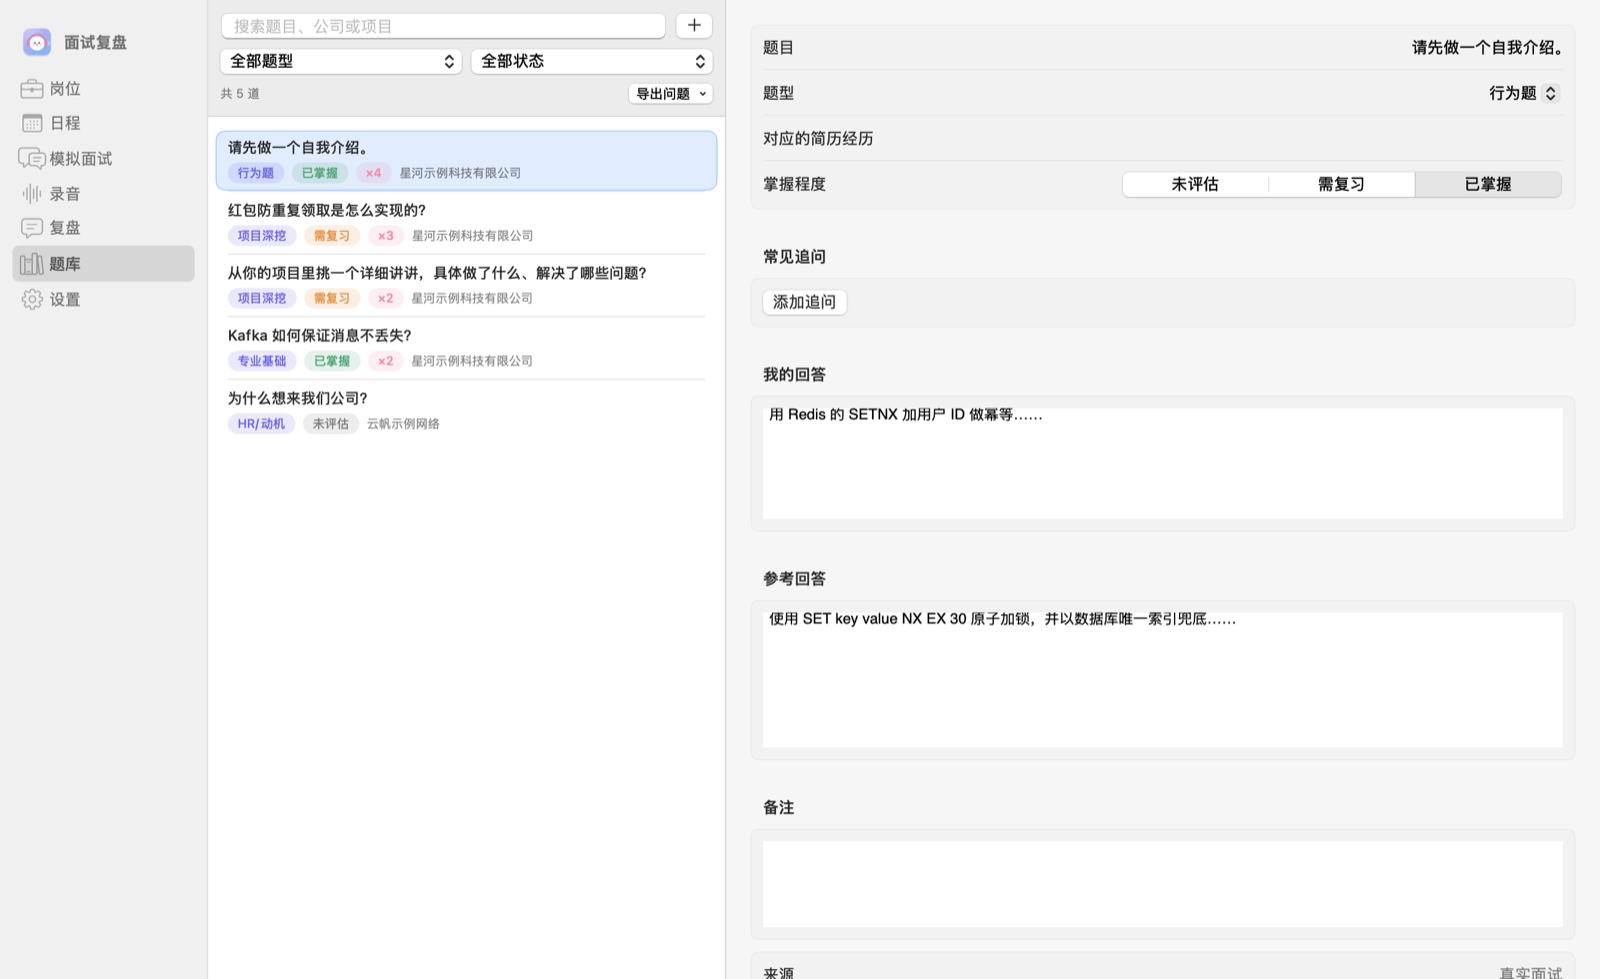 面试复盘
岗位
日程
模拟面试
录音
复盘
题库
设置
搜索题目、公司或项目
+
全部题型
全部状态
共 5 道
导出问题
请先做一个自我介绍。
行为题 已掌握 ×4 星河示例科技有限公司
红包防重复领取是怎么实现的?
项目深挖 需复习 ×3 星河示例科技有限公司
从你的项目里挑一个详细讲讲，具体做了什么、解决了哪些问题?
项目深挖 需复习 ×2 星河示例科技有限公司
Kafka 如何保证消息不丢失?
专业基础 已掌握 ×2 星河示例科技有限公司
为什么想来我们公司?
HR/动机 未评估 云帆示例网络
题目 请先做一个自我介绍。
题型 行为题
对应的简历经历
掌握程度 未评估 需复习 已掌握
常见追问
添加追问
我的回答
用 Redis 的 SETNX 加用户 ID 做幂等……
参考回答
使用 SET key value NX EX 30 原子加锁，并以数据库唯一索引兜底……
备注
来源 真实面试